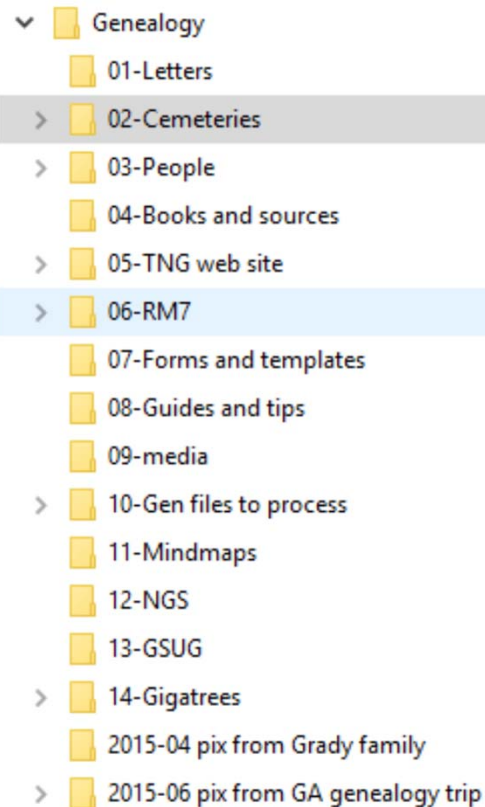 Genealogy
01-Letters
02-Cemeteries
03-People
04-Books and sources
05-TNG web site
06-RM7
07-Forms and templates
08-Guides and tips
09-media
10-Gen files to process
11-Mindmaps
12-NGS
13-GSUG
14-Gigatrees
2015-04 pix from Grady family
2015-06 pix from GA genealogy trip